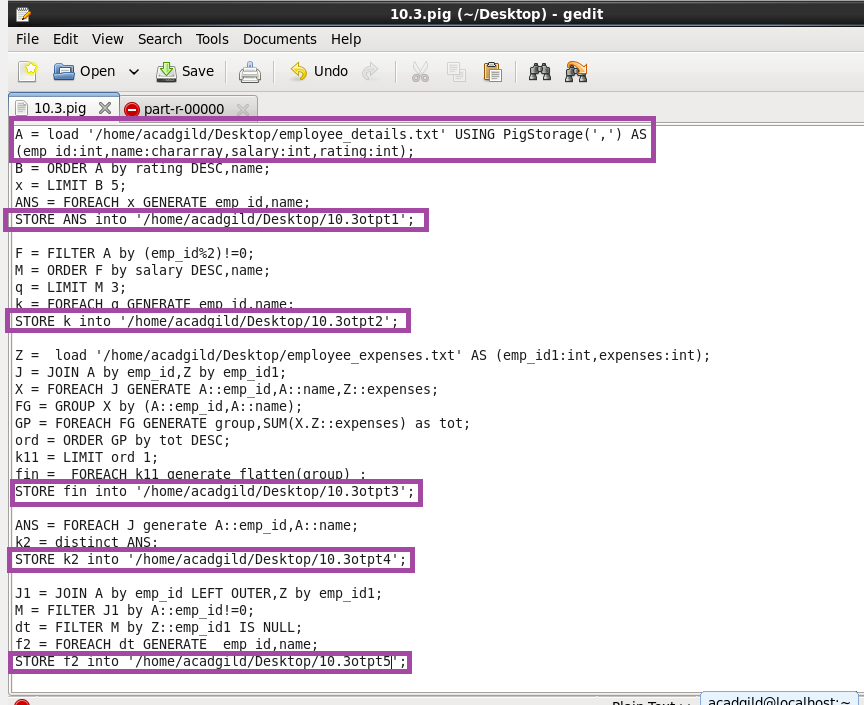 10.3.pig (~/Desktop) - gedit
File Edit View Search Tools Documents Help
Open Save Undo
10.3.pig part-r-00000
A = load '/home/acadgild/Desktop/employee_details.txt' USING PigStorage(',') AS
(emp_id:int,name:chararray,salary:int,rating:int);
B = ORDER A by rating DESC,name;
x = LIMIT B 5;
ANS = FOREACH x GENERATE emp_id,name;
STORE ANS into '/home/acadgild/Desktop/10.3otpt1';
F = FILTER A by (emp_id%2)!=0;
M = ORDER F by salary DESC,name;
q = LIMIT M 3;
k = FOREACH q GENERATE emp_id,name;
STORE k into '/home/acadgild/Desktop/10.3otpt2';
Z =  load '/home/acadgild/Desktop/employee_expenses.txt' AS (emp_id1:int,expenses:int);
J = JOIN A by emp_id,Z by emp_id1;
X = FOREACH J GENERATE A::emp_id,A::name,Z::expenses;
FG = GROUP X by (A::emp_id,A::name);
GP = FOREACH FG GENERATE group,SUM(X.Z::expenses) as tot;
ord = ORDER GP by tot DESC;
k11 = LIMIT ord 1;
fin =  FOREACH k11 generate flatten(group) ;
STORE fin into '/home/acadgild/Desktop/10.3otpt3';
ANS = FOREACH J generate A::emp_id,A::name;
k2 = distinct ANS;
STORE k2 into '/home/acadgild/Desktop/10.3otpt4';
J1 = JOIN A by emp_id LEFT OUTER,Z by emp_id1;
M = FILTER J1 by A::emp_id!=0;
dt = FILTER M by Z::emp_id1 IS NULL;
f2 = FOREACH dt GENERATE  emp_id,name;
STORE f2 into '/home/acadgild/Desktop/10.3otpt5';
Plain Text acadgild@localhost:~